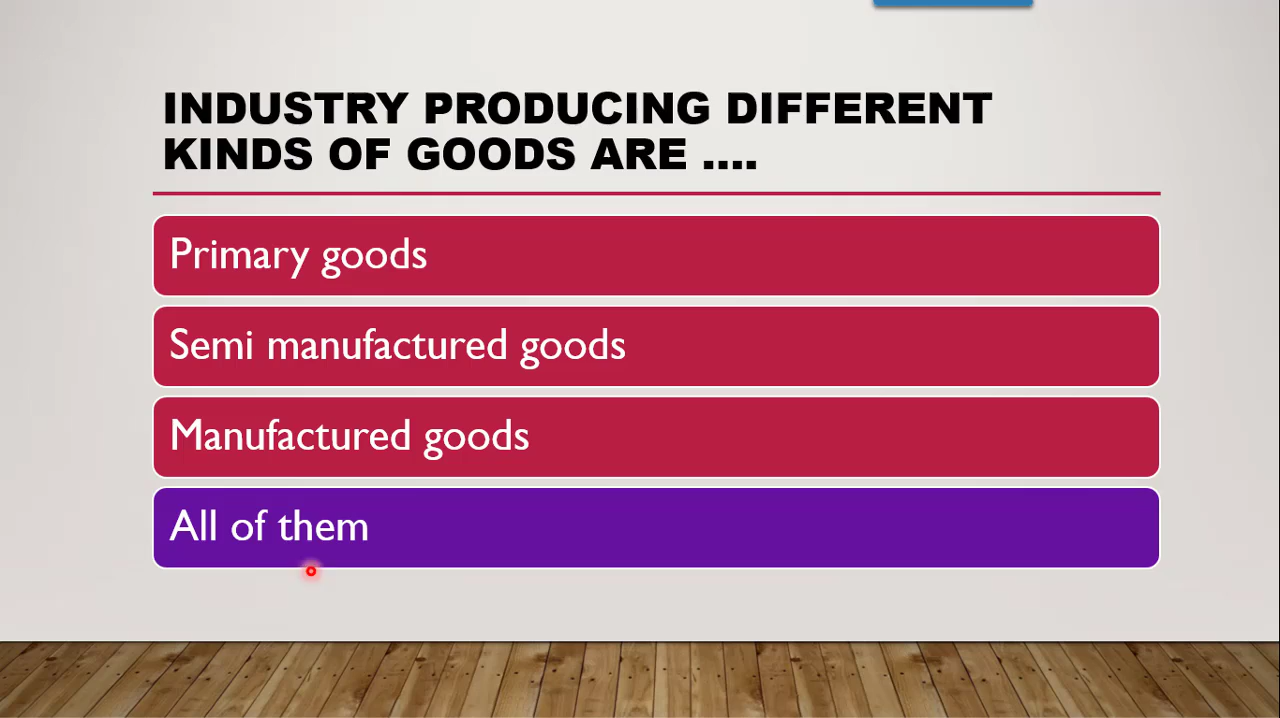 INDUSTRY PRODUCING DIFFERENT
KINDS OF GOODS ARE ....
Primary goods
Semi manufactured goods
Manufactured goods
All of them